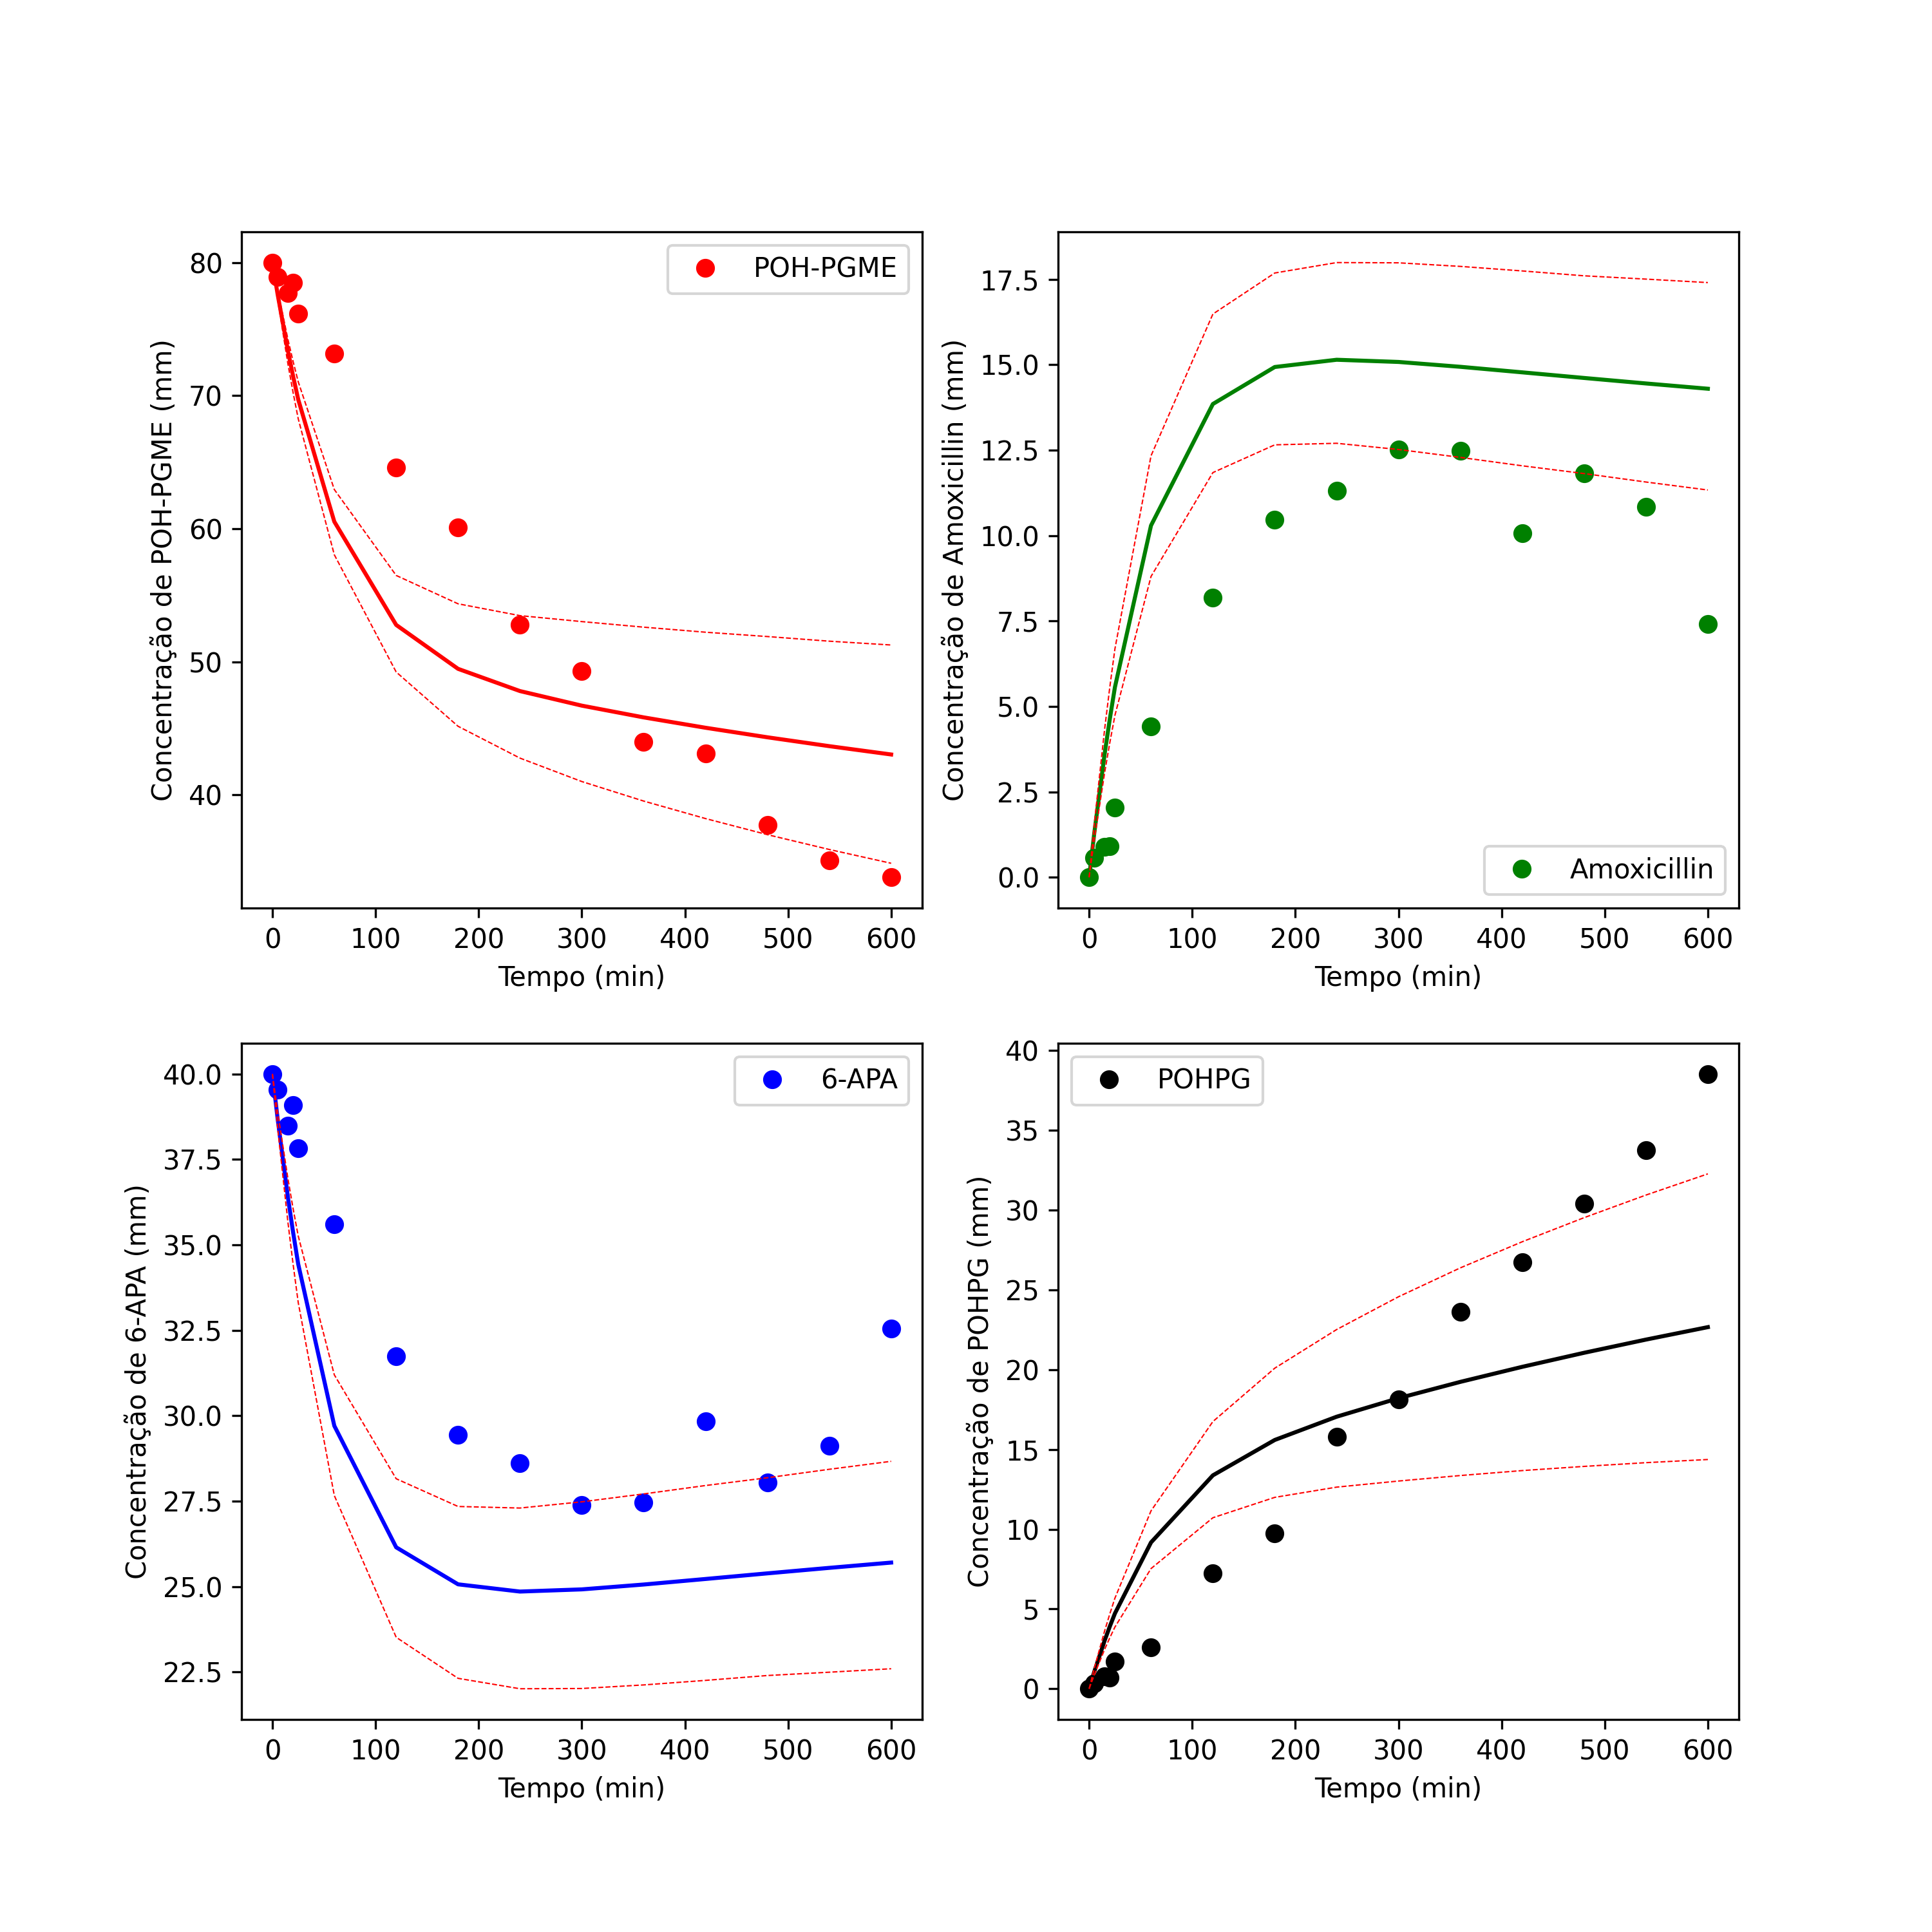 POH-PGME
80
70
60
50
40
Concentração de POH-PGME (mm)
0 100 200 300 400 500 600
Tempo (min)
17.5
15.0
12.5
10.0
7.5
5.0
2.5
0.0
Concentração de Amoxicillin (mm)
Amoxicillin
0 100 200 300 400 500 600
Tempo (min)
6-APA
40.0
37.5
35.0
32.5
30.0
27.5
25.0
22.5
Concentração de 6-APA (mm)
0 100 200 300 400 500 600
Tempo (min)
POHPG
40
35
30
25
20
15
10
5
0
Concentração de POHPG (mm)
0 100 200 300 400 500 600
Tempo (min)